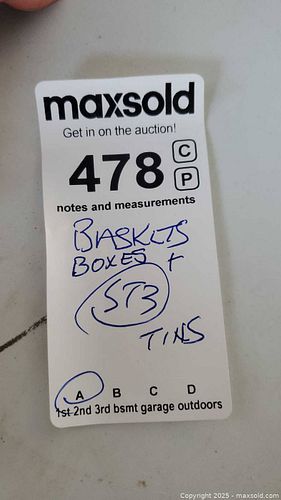 maxsold
Get in on the auction!
478 C
P
notes and measurements
BASKETS
BOXES +
ST3
TINS
A B C D
1st 2nd 3rd bsmt garage outdoors
Copyright 2025 - maxsold.com